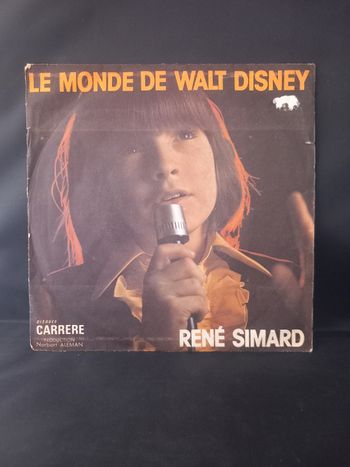 LE MONDE DE WALT DISNEY
disques
CARRERE
PRODUCTION
Norbert ALEMAN
RENÉ SIMARD